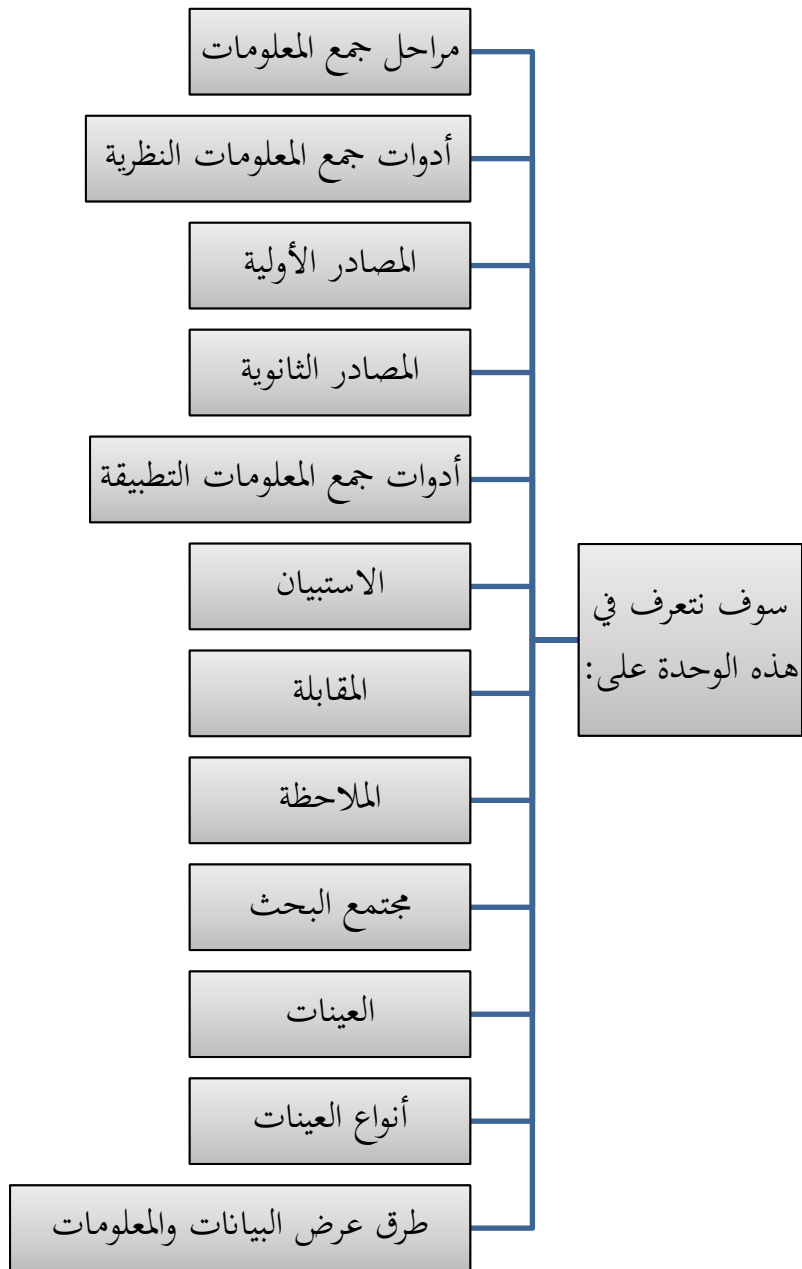 سوف نتعرف في
هذه الوحدة على:
مراحل جمع المعلومات
أدوات جمع المعلومات النظرية
المصادر الأولية
المصادر الثانوية
أدوات جمع المعلومات التطبيقة
الاستبيان
المقابلة
الملاحظة
مجتمع البحث
العينات
أنواع العينات
طرق عرض البيانات والمعلومات